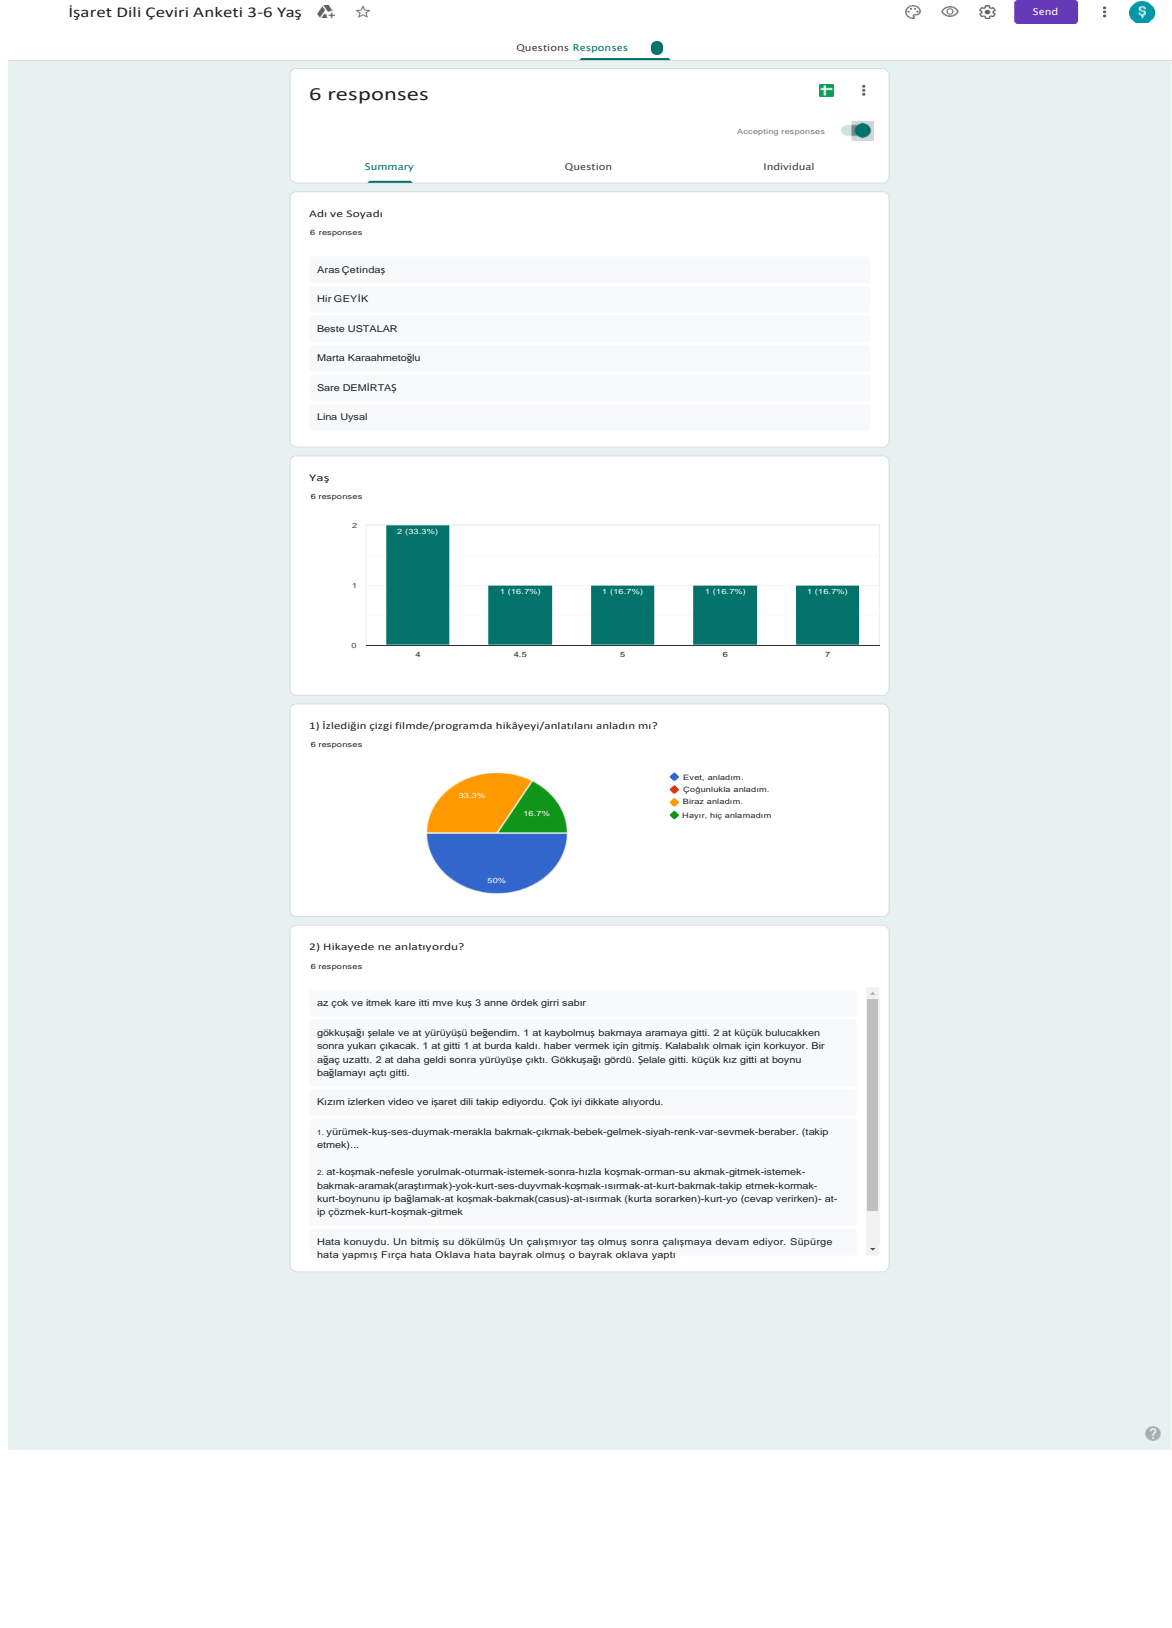 İşaret Dili Çeviri Anketi 3-6 Yaş
Send
Ş
Questions Responses
6 responses
Accepting responses
Summary
Question
Individual
Adı ve Soyadı
6 responses
Aras Çetindaş
Hir GEYİK
Beste USTALAR
Marta Karaahmetoğlu
Sare DEMİRTAŞ
Lina Uysal
Yaş
6 responses
2
1
0
2 (33.3%)
1 (16.7%)
1 (16.7%)
1 (16.7%)
1 (16.7%)
4
4.5
5
6
7
1) İzlediğin çizgi filmde/programda hikâyeyi/anlatılanı anladın mı?
6 responses
33.3%
16.7%
50%
Evet, anladım.
Çoğunlukla anladım.
Biraz anladım.
Hayır, hiç anlamadım
2) Hikayede ne anlatıyordu?
6 responses
az çok ve itmek kare itti mve kuş 3 anne ördek girri sabır
gökkuşağı şelale ve at yürüyüşü beğendim. 1 at kaybolmuş bakmaya aramaya gitti. 2 at küçük bulucakken
sonra yukarı çıkacak. 1 at gitti 1 at burda kaldı. haber vermek için gitmiş. Kalabalık olmak için korkuyor. Bir
ağaç uzattı. 2 at daha geldi sonra yürüyüşe çıktı. Gökkuşağı gördü. Şelale gitti. küçük kız gitti at boynu
bağlamayı açtı gitti.
Kızım izlerken video ve işaret dili takip ediyordu. Çok iyi dikkate alıyordu.
1. yürümek-kuş-ses-duymak-merakla bakmak-çıkmak-bebek-gelmek-siyah-renk-var-sevmek-beraber. (takip
etmek)...
2. at-koşmak-nefesle yorulmak-oturmak-istemek-sonra-hızla koşmak-orman-su akmak-gitmek-istemek-
bakmak-aramak(araştırmak)-yok-kurt-ses-duyvmak-koşmak-ısırmak-at-kurt-bakmak-takip etmek-kormak-
kurt-boynunu ip bağlamak-at koşmak-bakmak(casus)-at-ısırmak (kurta sorarken)-kurt-yo (cevap verirken)- at-
ip çözmek-kurt-koşmak-gitmek
Hata konuydu. Un bitmiş su dökülmüş Un çalışmıyor taş olmuş sonra çalışmaya devam ediyor. Süpürge
hata yapmış Fırça hata Oklava hata bayrak olmuş o bayrak oklava yaptı